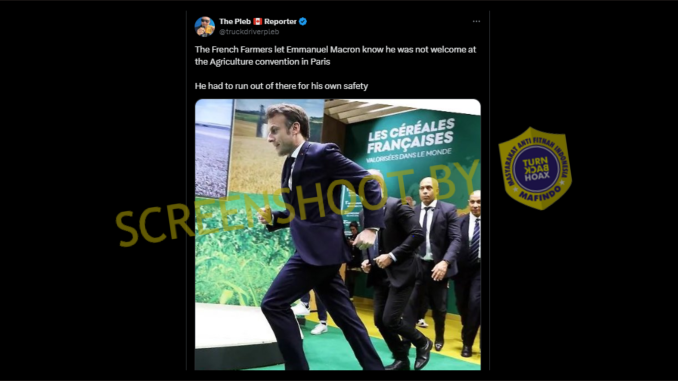 The Pleb 🇨🇦 Reporter
@truckdriverpleb
The French Farmers let Emmanuel Macron know he was not welcome at
the Agriculture convention in Paris
He had to run out of there for his own safety
LES CÉRÉALES
FRANÇAISES
VALORISÉES DANS LE MONDE
SCREENSHOOT BY
MASYARAKAT ANTI FITNAH INDONESIA
TURN
BACK
HOAX
MAFINDO